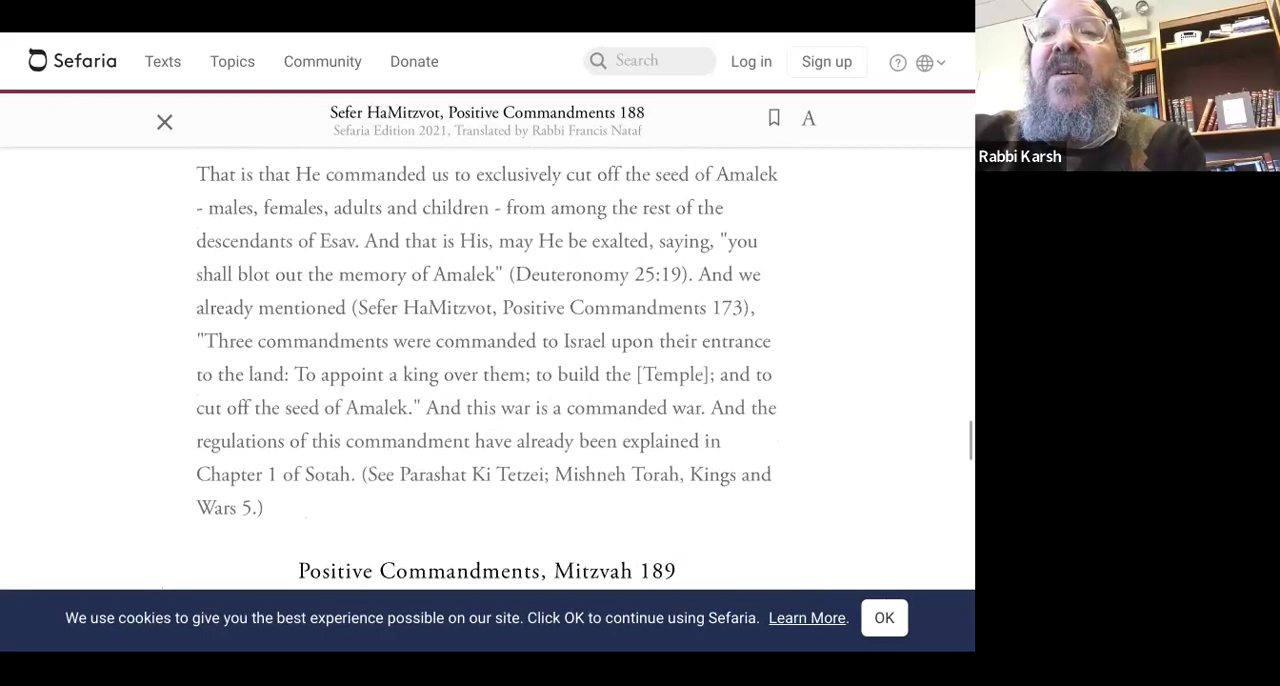 Sefaria Texts Topics Community Donate Search Log in Sign up
Sefer HaMitzvot, Positive Commandments 188
Sefaria Edition 2021, Translated by Rabbi Francis Nataf
A
That is that He commanded us to exclusively cut off the seed of Amalek
- males, females, adults and children - from among the rest of the
descendants of Esav. And that is His, may He be exalted, saying, "you
shall blot out the memory of Amalek" (Deuteronomy 25:19). And we
already mentioned (Sefer HaMitzvot, Positive Commandments 173),
"Three commandments were commanded to Israel upon their entrance
to the land: To appoint a king over them; to build the [Temple]; and to
cut off the seed of Amalek." And this war is a commanded war. And the
regulations of this commandment have already been explained in
Chapter 1 of Sotah. (See Parashat Ki Tetzei; Mishneh Torah, Kings and
Wars 5.)
Positive Commandments, Mitzvah 189
We use cookies to give you the best experience possible on our site. Click OK to continue using Sefaria. Learn More. OK
Rabbi Karsh